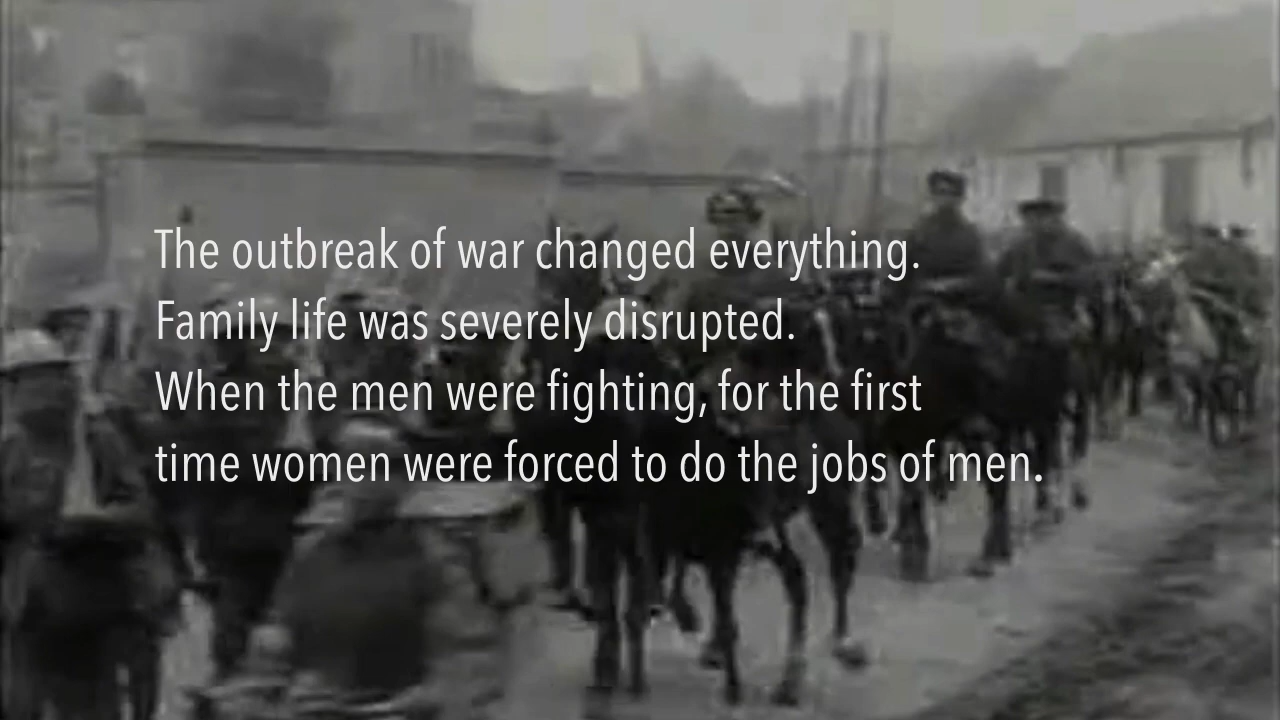 The outbreak of war changed everything.
Family life was severely disrupted.
When the men were fighting, for the first
time women were forced to do the jobs of men.